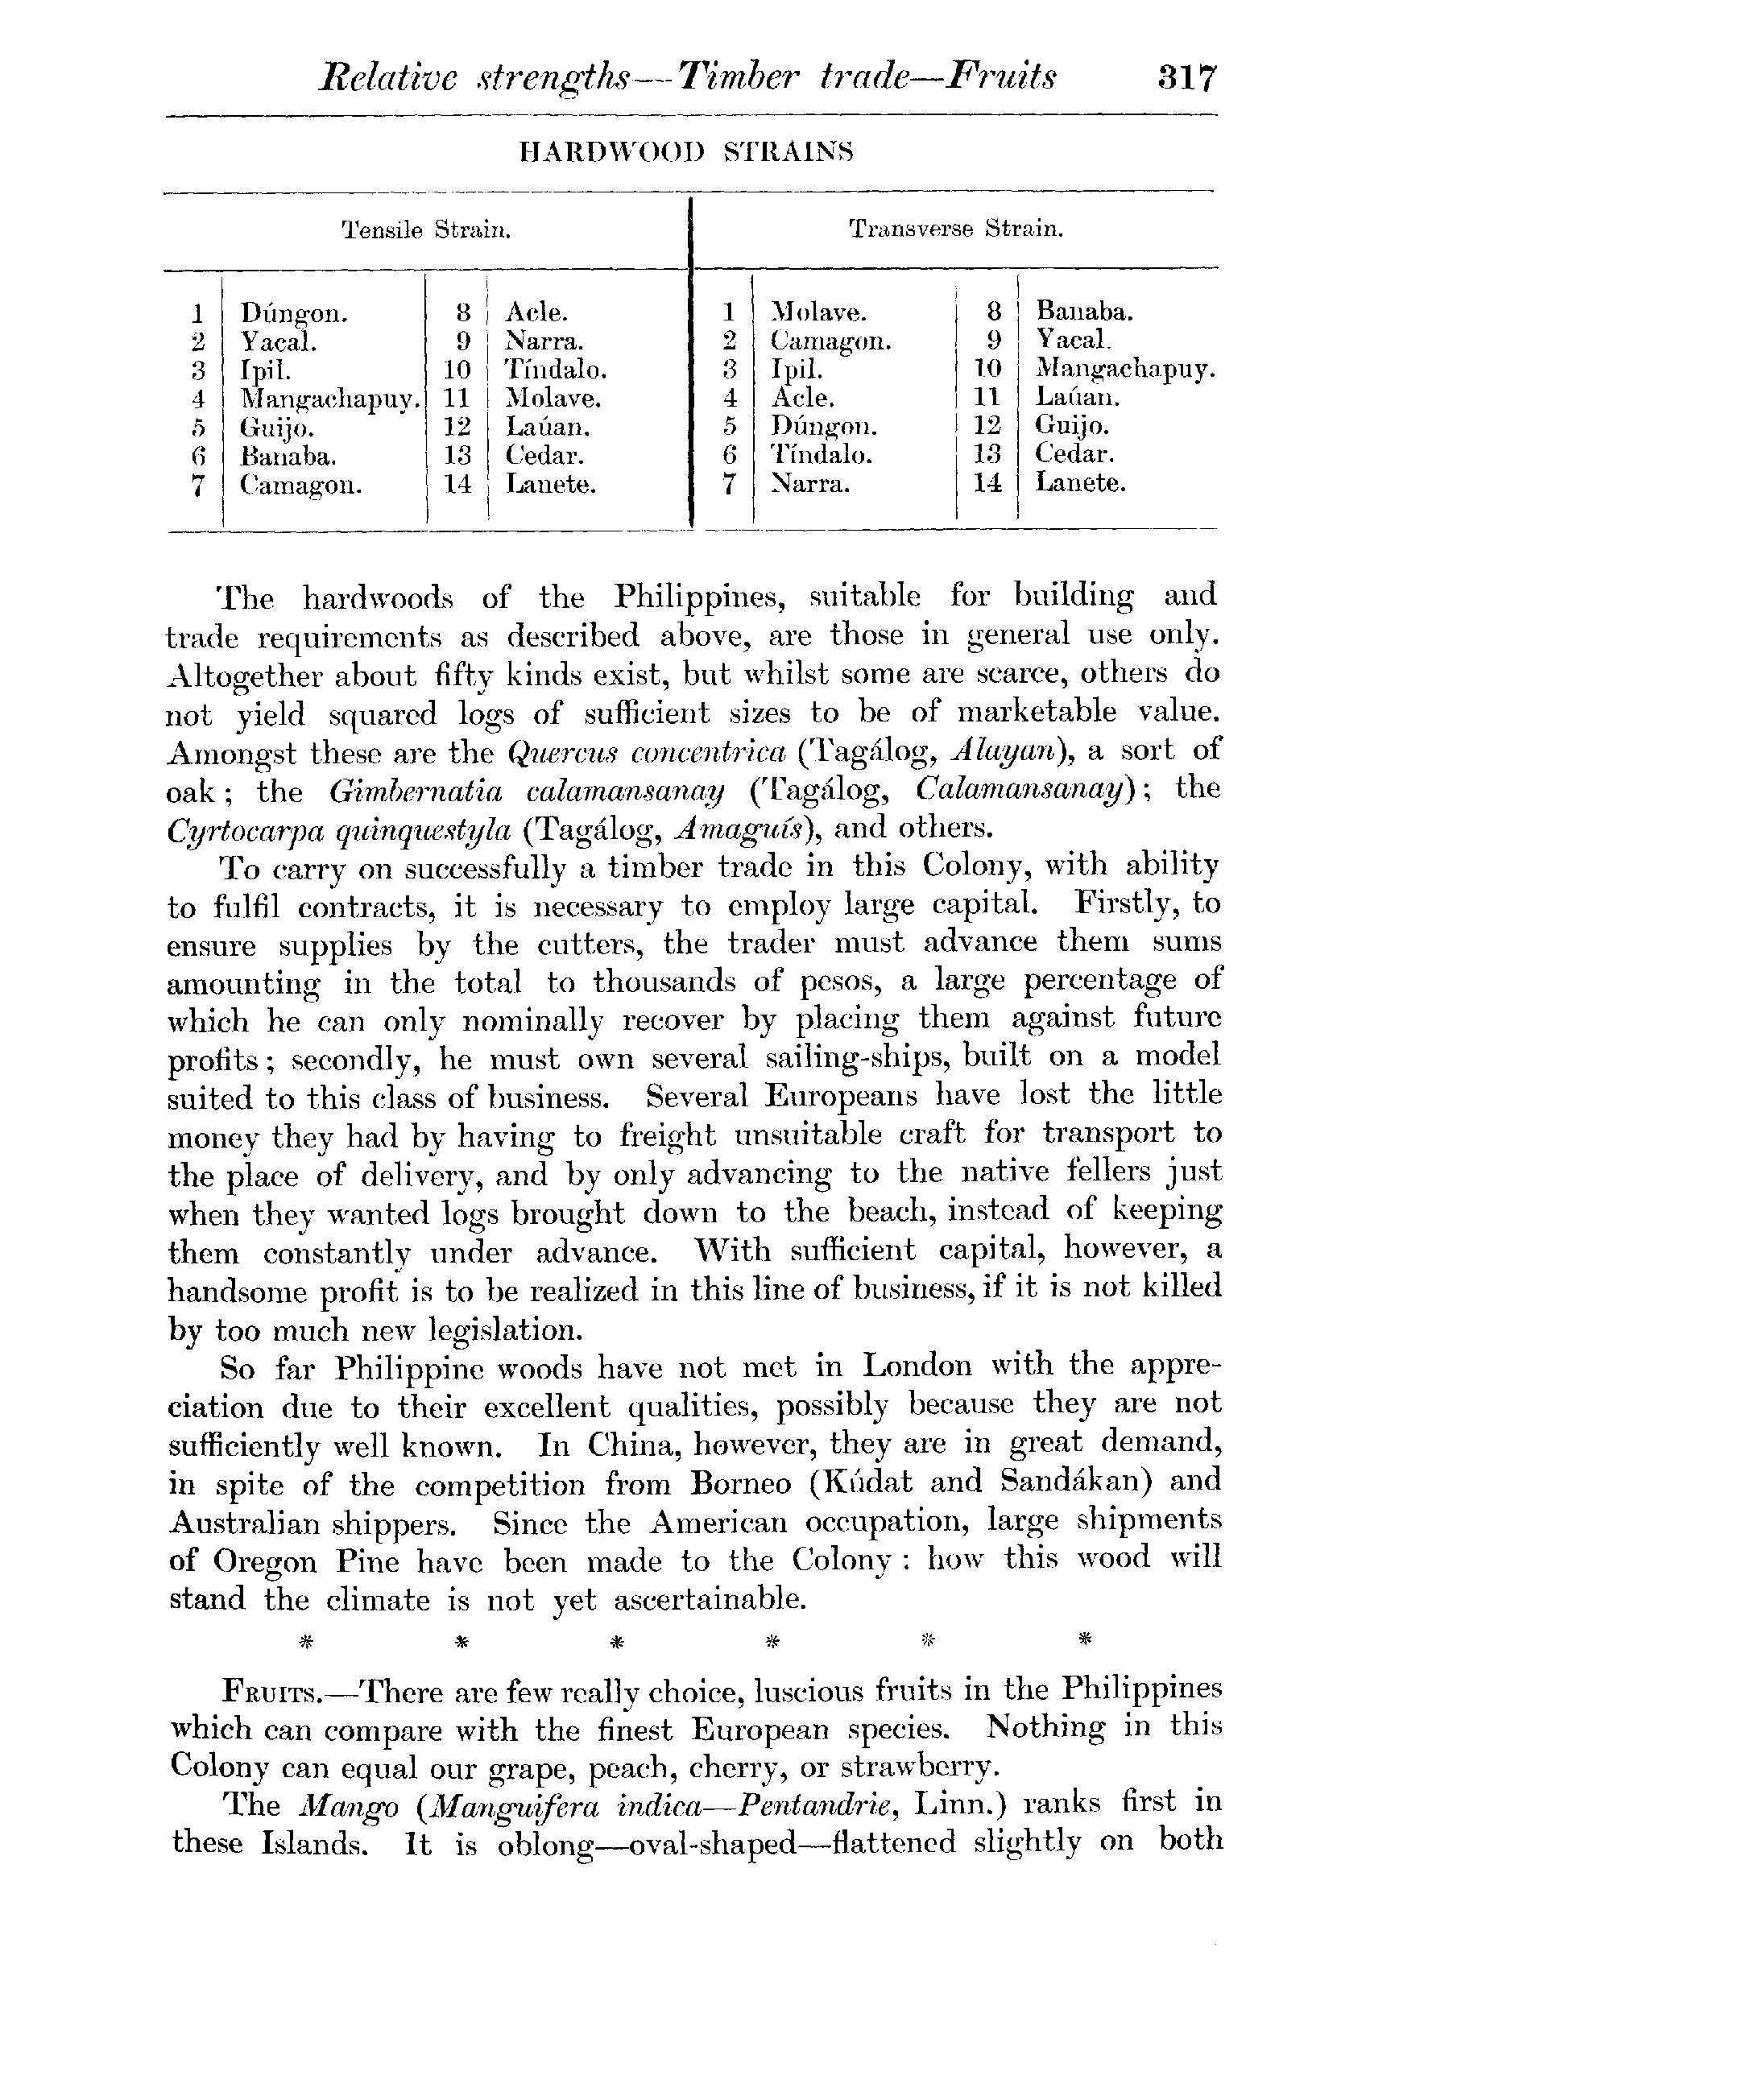 Relative strengths—Timber trade—Fruits 317
HARDWOOD STRAINS
Tensile Strain. Transverse Strain.
1 Dúngon. 8 Acle. 1 Molave. 8 Banaba.
2 Yacal. 9 Narra. 2 Camagon. 9 Yacal.
3 Ipil. 10 Tíndalo. 3 Ipil. 10 Mangachapuy.
4 Mangachapuy. 11 Molave. 4 Acle. 11 Laúan.
5 Guijo. 12 Laúan. 5 Dúngon. 12 Guijo.
6 Banaba. 13 Cedar. 6 Tíndalo. 13 Cedar.
7 Camagon. 14 Lanete. 7 Narra. 14 Lanete.
The hardwoods of the Philippines, suitable for building and
trade requirements as described above, are those in general use only.
Altogether about fifty kinds exist, but whilst some are scarce, others do
not yield squared logs of sufficient sizes to be of marketable value.
Amongst these are the Quercus concentrica (Tagálog, Alayan), a sort of
oak; the Gimbernatia calamansanay (Tagálog, Calamansanay); the
Cyrtocarpa quinquestyla (Tagálog, Amaguís), and others.
To carry on successfully a timber trade in this Colony, with ability
to fulfil contracts, it is necessary to employ large capital. Firstly, to
ensure supplies by the cutters, the trader must advance them sums
amounting in the total to thousands of pesos, a large percentage of
which he can only nominally recover by placing them against future
profits; secondly, he must own several sailing-ships, built on a model
suited to this class of business. Several Europeans have lost the little
money they had by having to freight unsuitable craft for transport to
the place of delivery, and by only advancing to the native fellers just
when they wanted logs brought down to the beach, instead of keeping
them constantly under advance. With sufficient capital, however, a
handsome profit is to be realized in this line of business, if it is not killed
by too much new legislation.
So far Philippine woods have not met in London with the appre-
ciation due to their excellent qualities, possibly because they are not
sufficiently well known. In China, however, they are in great demand,
in spite of the competition from Borneo (Kúdat and Sandákan) and
Australian shippers. Since the American occupation, large shipments
of Oregon Pine have been made to the Colony: how this wood will
stand the climate is not yet ascertainable.
* * * * * *
FRUITS.—There are few really choice, luscious fruits in the Philippines
which can compare with the finest European species. Nothing in this
Colony can equal our grape, peach, cherry, or strawberry.
The Mango (Manguifera indica—Pentandrie, Linn.) ranks first in
these Islands. It is oblong—oval-shaped—flattened slightly on both